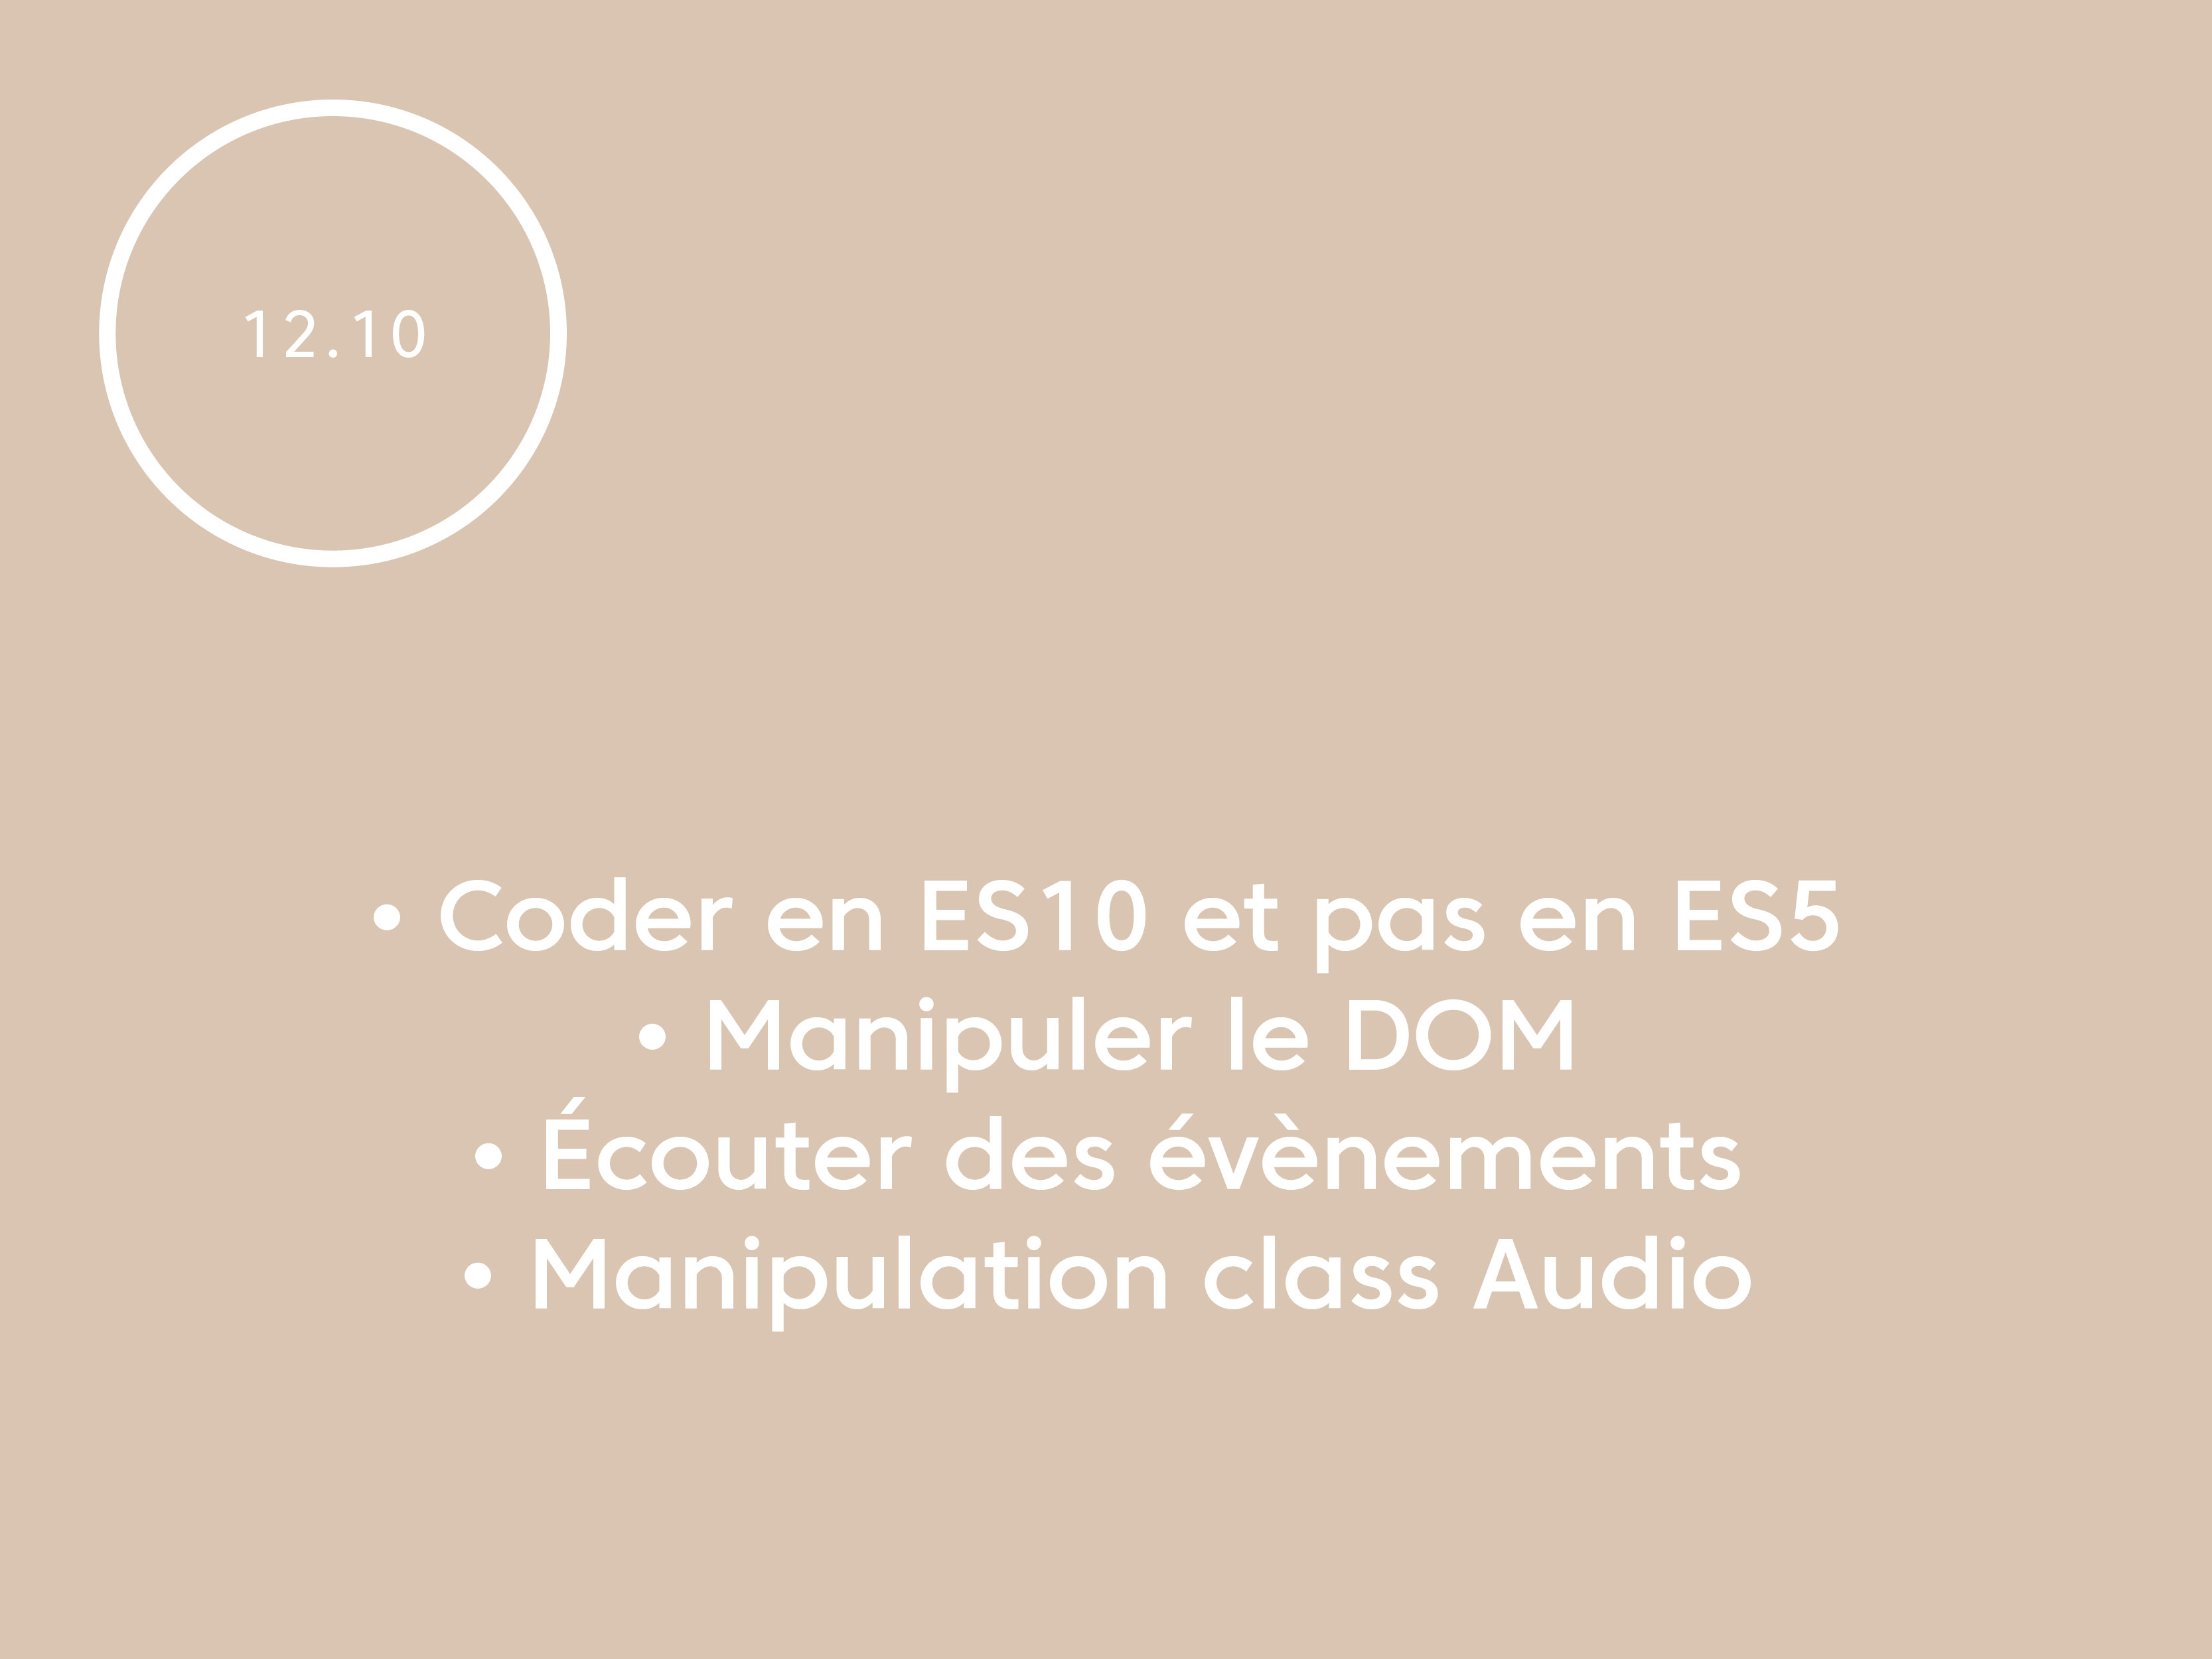 12.10
• Coder en ES10 et pas en ES5
• Manipuler le DOM
• Écouter des évènements
• Manipulation class Audio